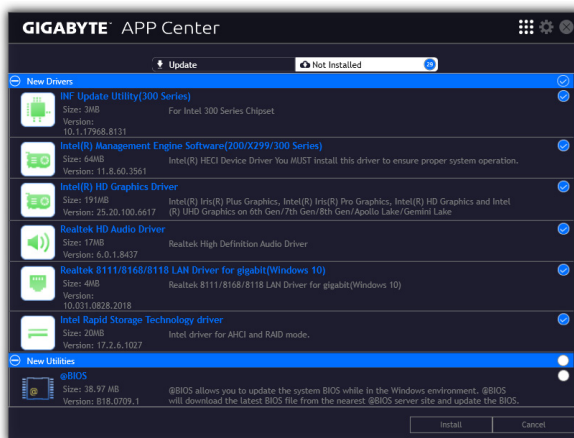 GIGABYTE™ APP Center
Update
Not Installed
29
New Drivers
INF Update Utility(300 Series)
Size: 3MB
For Intel 300 Series Chipset
Version:
10.1.17968.8131
Intel(R) Management Engine Software(200/X299/300 Series)
Size: 64MB
Intel(R) HECI Device Driver You MUST install this driver to ensure proper system operation.
Version: 11.8.60.3561
Intel(R) HD Graphics Driver
Size: 191MB
Intel(R) Iris(R) Plus Graphics, Intel(R) Iris(R) Pro Graphics, Intel(R) HD Graphics and Intel
Version: 25.20.100.6617
(R) UHD Graphics on 6th Gen/7th Gen/8th Gen/Apollo Lake/Gemini Lake
Realtek HD Audio Driver
Size: 17MB
Realtek High Definition Audio Driver
Version: 6.0.1.8437
Realtek 8111/8168/8118 LAN Driver for gigabit(Windows 10)
Size: 4MB
Realtek 8111/8168/8118 LAN Driver for gigabit(Windows 10)
Version:
10.031.0828.2018
Intel Rapid Storage Technology driver
Size: 20MB
Intel driver for AHCI and RAID mode.
Version: 17.2.6.1027
New Utilities
@BIOS
@
Size: 38.97 MB
@BIOS allows you to update the system BIOS while in the Windows environment. @BIOS
Version: B18.0709.1
will download the latest BIOS file from the nearest @BIOS server site and update the BIOS.
Install
Cancel